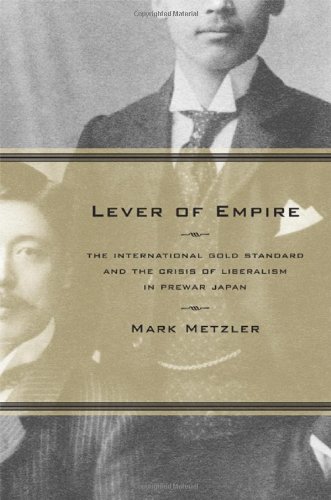 LEVER OF EMPIRE
THE INTERNATIONAL GOLD STANDARD
AND THE CRISIS OF LIBERALISM
IN PREWAR JAPAN
MARK METZLER